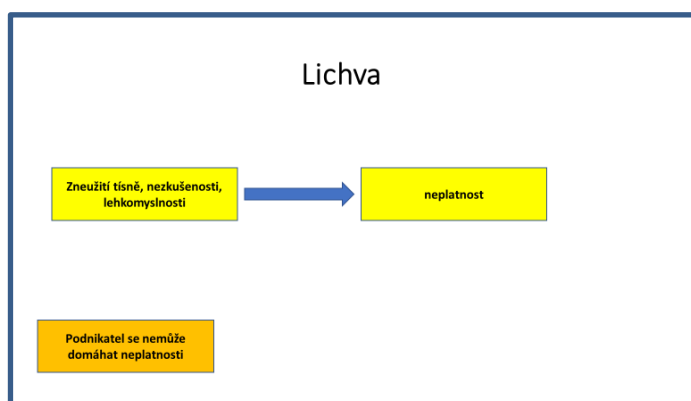 Lichva
Zneužití tísně, nezkušenosti,
lehkomyslnosti
neplatnost
Podnikatel se nemůže
domáhat neplatnosti